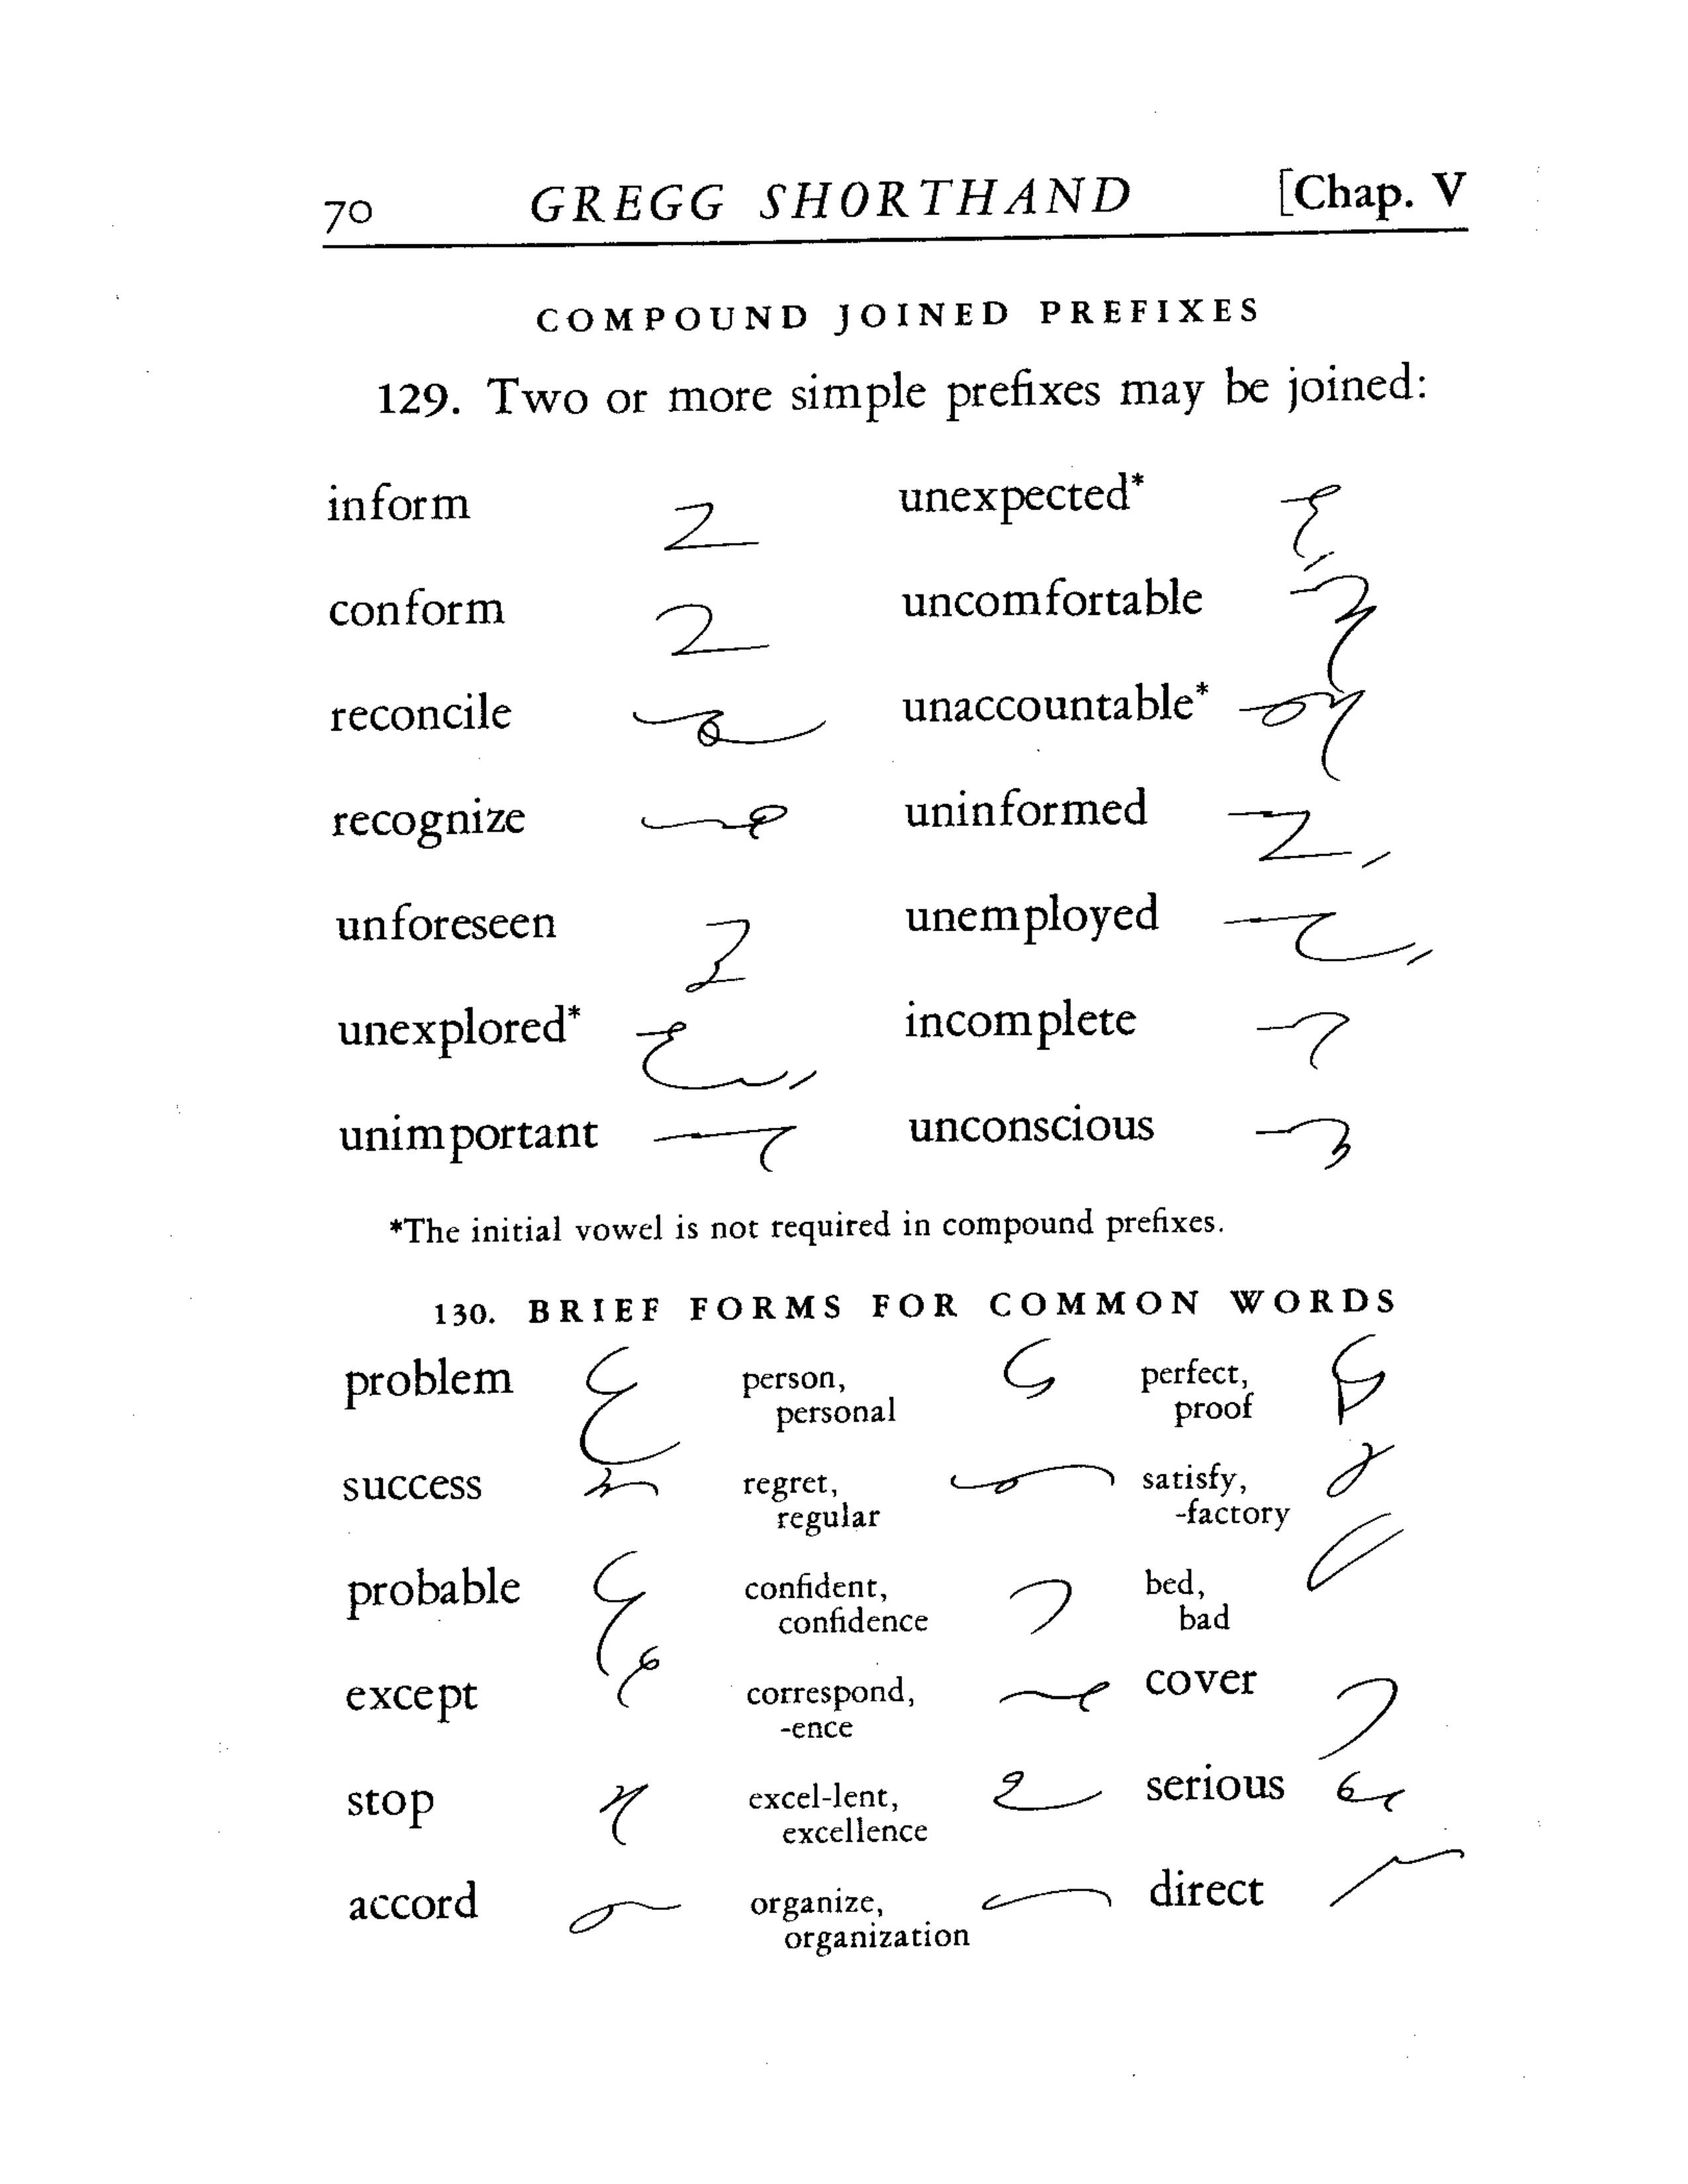 70 GREGG SHORTHAND [Chap. V
COMPOUND JOINED PREFIXES
129. Two or more simple prefixes may be joined:
inform unexpected*
conform uncomfortable
reconcile unaccountable*
recognize uninformed
unforeseen unemployed
unexplored* incomplete
unimportant unconscious
*The initial vowel is not required in compound prefixes.
130. BRIEF FORMS FOR COMMON WORDS
problem person, perfect,
personal proof
success regret, satisfy,
regular -factory
probable confident, bed,
confidence bad
except correspond, cover
-ence
stop excel-lent, serious
excellence
accord organize, direct
organization